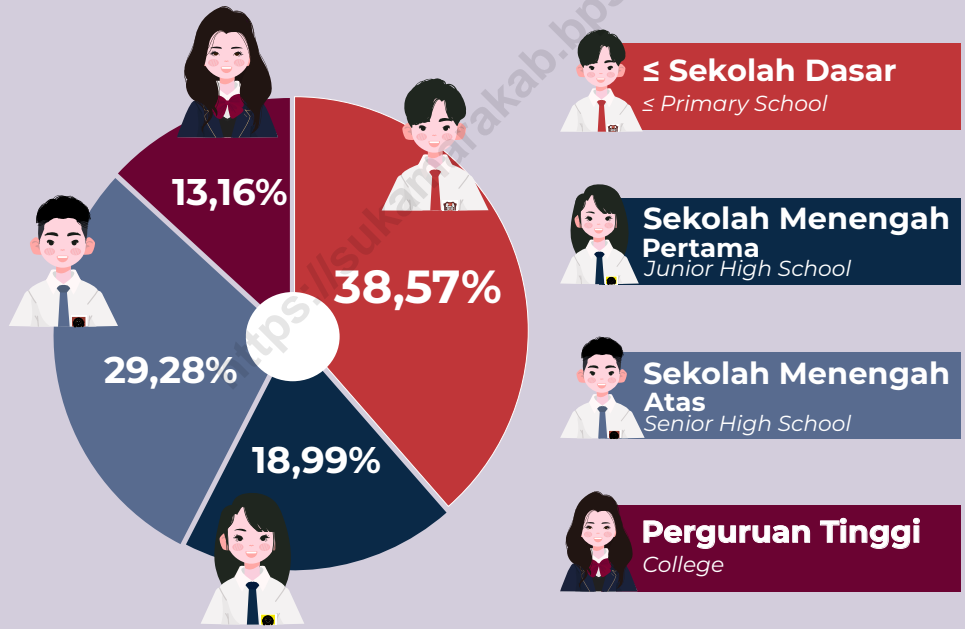 13,16%
38,57%
29,28%
18,99%
≤ Sekolah Dasar
≤ Primary School
Sekolah Menengah
Pertama
Junior High School
Sekolah Menengah
Atas
Senior High School
Perguruan Tinggi
College